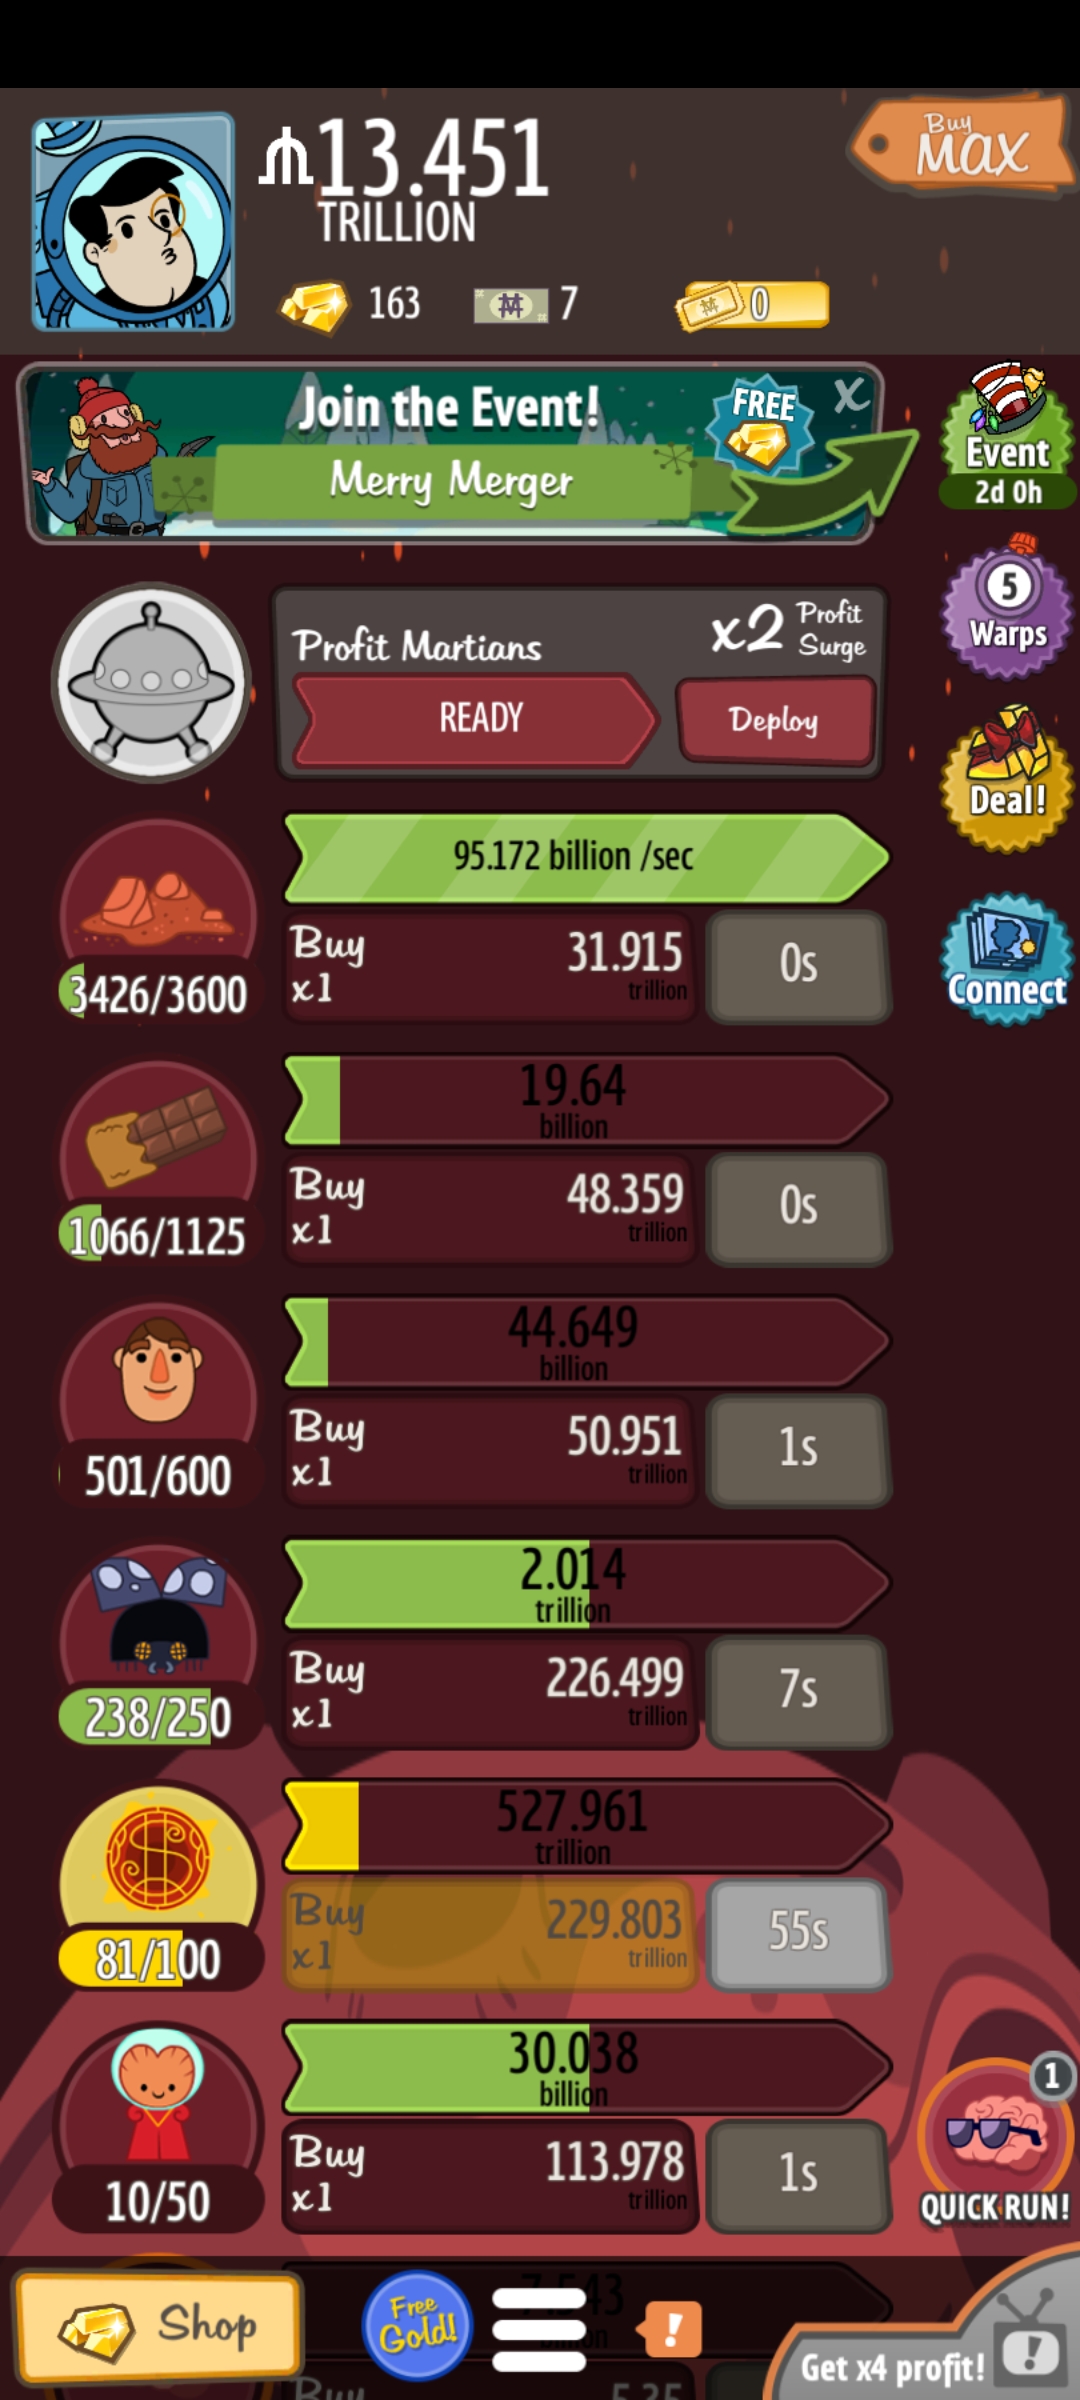 13.451
TRILLION
Buy
MAX
163
7
0
Join the Event!
FREE
X
Merry Merger
Event
2d 0h
5
Warps
Profit Martians
x2 Profit
Surge
READY
Deploy
Deal!
95.172 billion /sec
3426/3600
Buy
x1
31.915
trillion
0s
Connect
19.64
billion
1066/1125
Buy
x1
48.359
trillion
0s
44.649
billion
501/600
Buy
x1
50.951
trillion
1s
2.014
trillion
238/250
Buy
x1
226.499
trillion
7s
527.961
trillion
81/100
Buy
x1
229.803
trillion
55s
30.038
billion
10/50
Buy
x1
113.978
trillion
1s
1
QUICK RUN!
Shop
Free
Gold!
!
Get x4 profit!
!
Buy
5.35